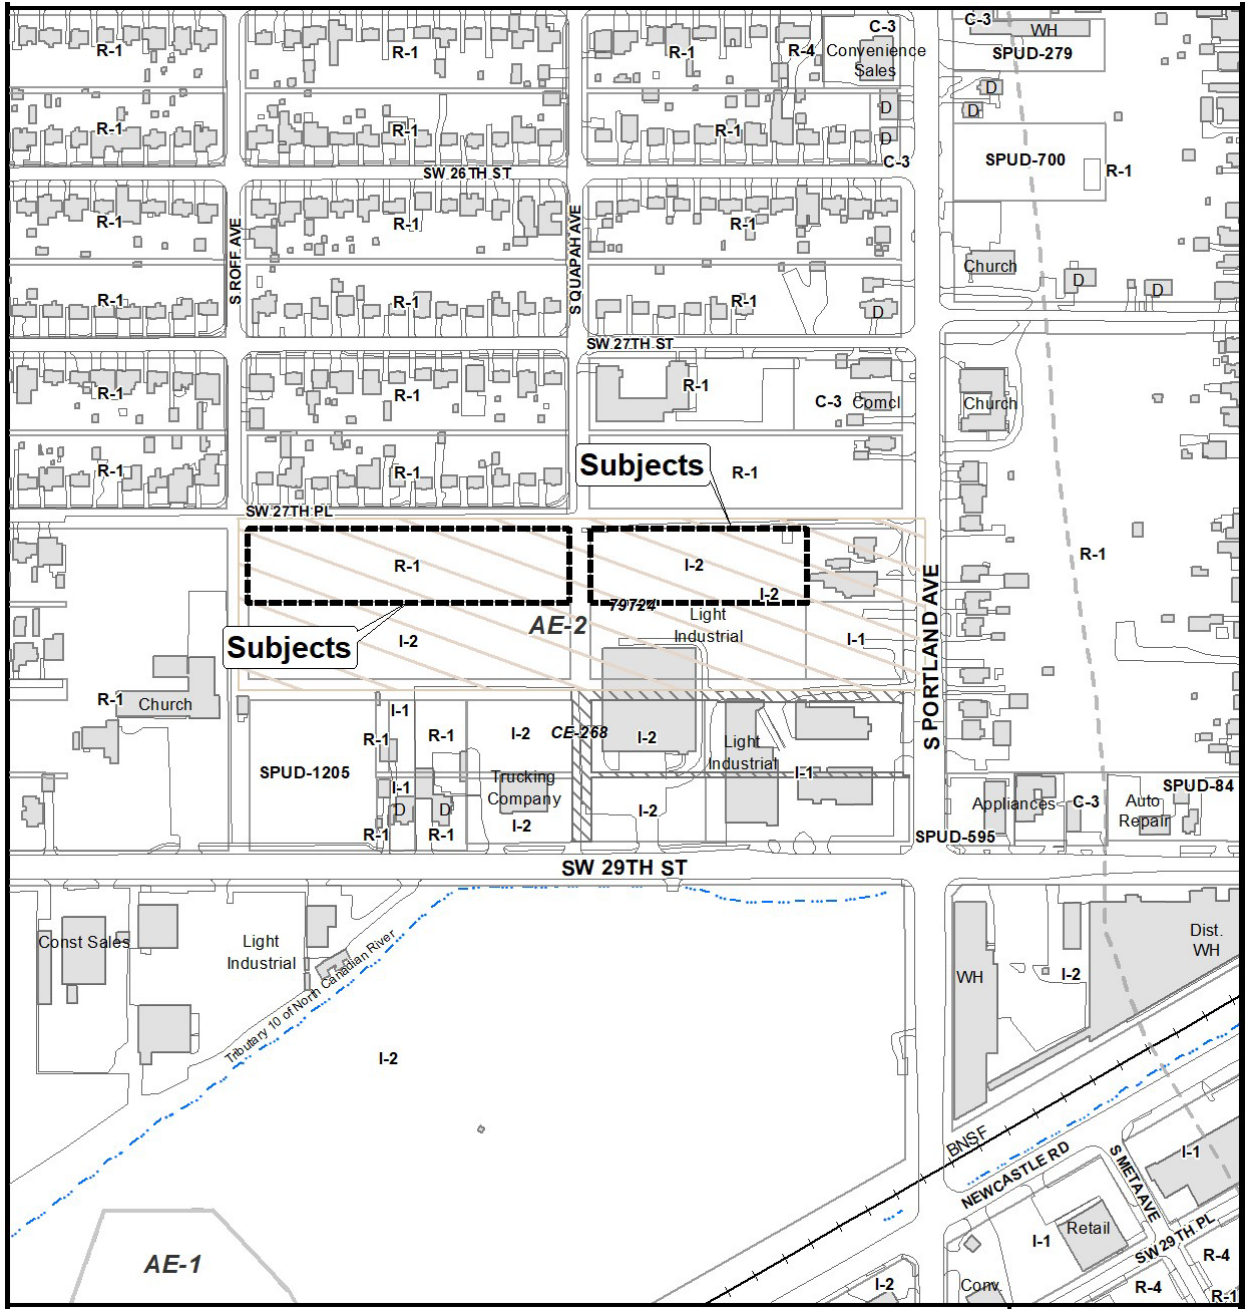 C-3
C-3
WH
R-1
R-1
R-1
R-4
Convenience
Sales
SPUD-279
D
D
D
R-1
R-1
R-1
D
SPUD-700
C-3
R-1
SW 26TH ST
S ROFF AVE
S QUAPAH AVE
R-1
R-1
R-1
Church
D
D
R-1
R-1
R-1
D
SW 27TH ST
R-1
R-1
R-1
C-3
Comcl
Church
Subjects
R-1
R-1
R-1
SW 27TH PL
R-1
R-1
I-2
I-2
79724
Light
Industrial
AE-2
I-1
Subjects
I-2
S PORTLAND AVE
R-1
Church
I-1
R-1
R-1
I-2
CE-268
I-2
Light
Industrial
I-1
SPUD-1205
I-1
Trucking
Company
D
D
I-2
R-1
R-1
I-2
SPUD-84
Appliances
C-3
Auto
Repair
SPUD-595
SW 29TH ST
Const Sales
Light
Industrial
Tributary 10 of North Canadian River
Dist.
WH
WH
I-2
I-2
BNSF
NEWCASTLE RD
S META AVE
I-1
SW 29TH PL
Retail
I-1
R-4
AE-1
I-2
Conv.
R-4
R-1